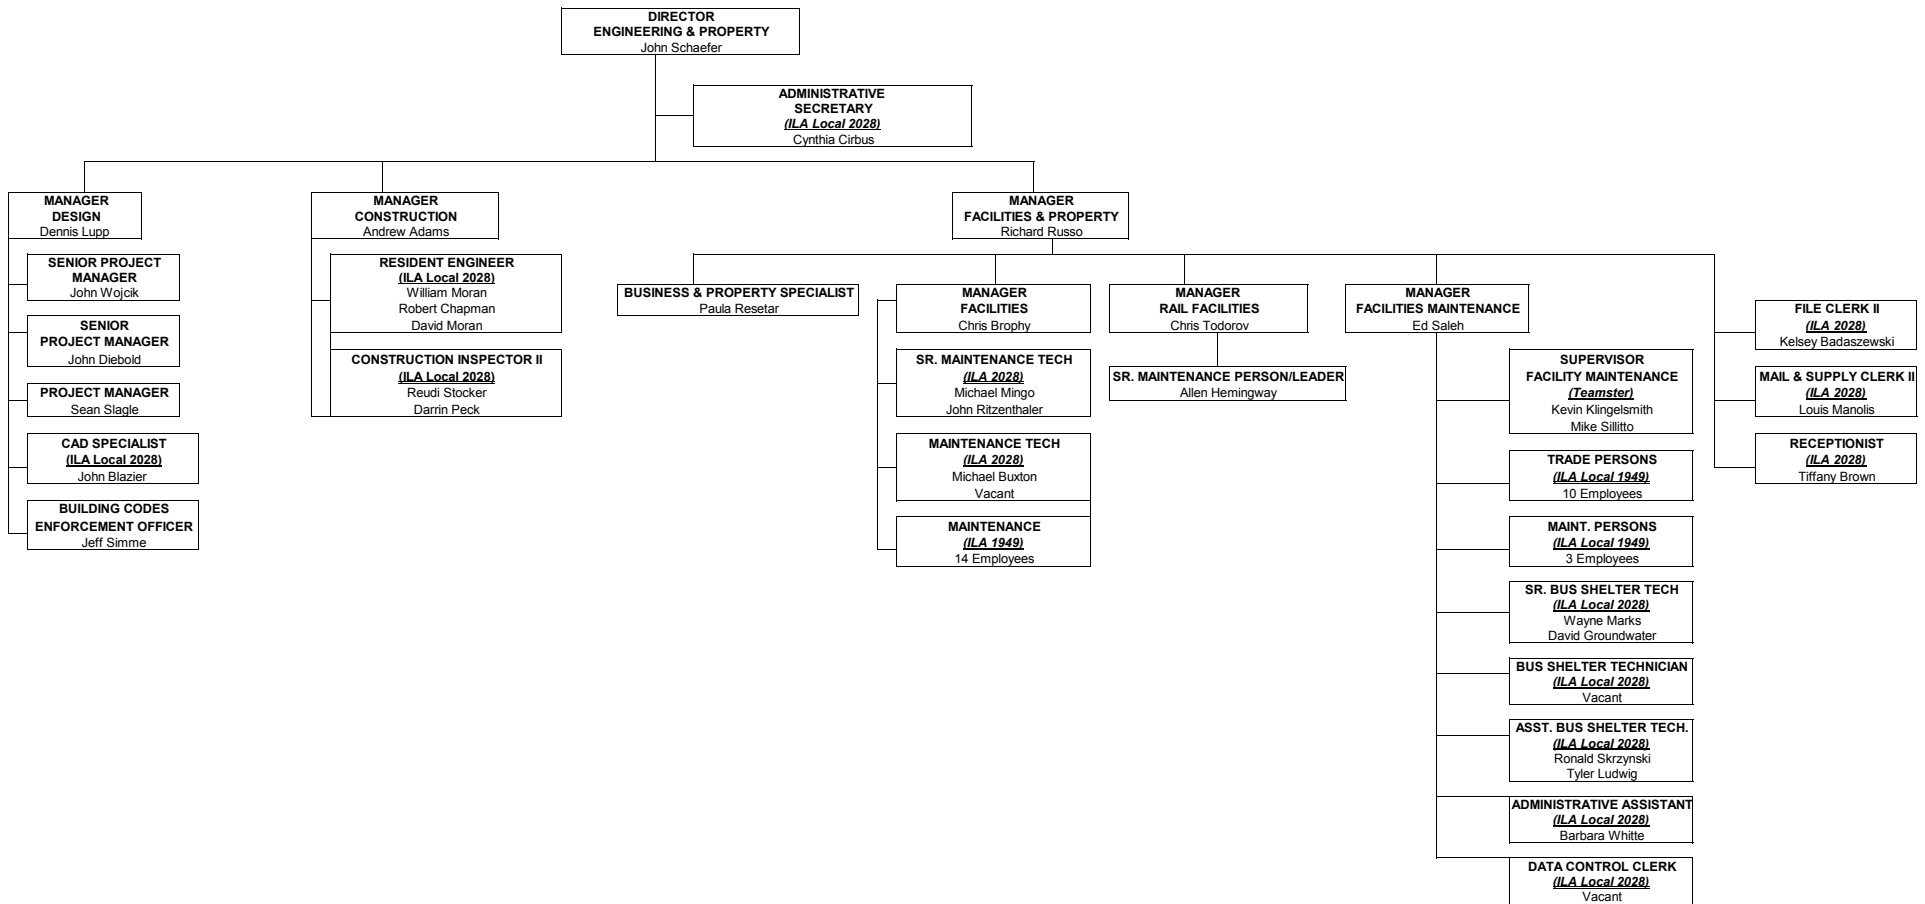 DIRECTOR
ENGINEERING & PROPERTY
John Schaefer
ADMINISTRATIVE
SECRETARY
(ILA Local 2028)
Cynthia Cirbus
MANAGER
DESIGN
Dennis Lupp
SENIOR PROJECT
MANAGER
John Wojcik
SENIOR
PROJECT MANAGER
John Diebold
PROJECT MANAGER
Sean Slagle
CAD SPECIALIST
(ILA Local 2028)
John Blazier
BUILDING CODES
ENFORCEMENT OFFICER
Jeff Simme
MANAGER
CONSTRUCTION
Andrew Adams
RESIDENT ENGINEER
(ILA Local 2028)
William Moran
Robert Chapman
David Moran
CONSTRUCTION INSPECTOR II
(ILA Local 2028)
Reudi Stocker
Darrin Peck
MANAGER
FACILITIES & PROPERTY
Richard Russo
BUSINESS & PROPERTY SPECIALIST
Paula Resetar
MANAGER
FACILITIES
Chris Brophy
SR. MAINTENANCE TECH
(ILA 2028)
Michael Mingo
John Ritzenthaler
MAINTENANCE TECH
(ILA 2028)
Michael Buxton
Vacant
MAINTENANCE
(ILA 1949)
14 Employees
MANAGER
RAIL FACILITIES
Chris Todorov
SR. MAINTENANCE PERSON/LEADER
Allen Hemingway
MANAGER
FACILITIES MAINTENANCE
Ed Saleh
SUPERVISOR
FACILITY MAINTENANCE
(Teamster)
Kevin Klingelsmith
Mike Sillitto
TRADE PERSONS
(ILA Local 1949)
10 Employees
MAINT. PERSONS
(ILA Local 1949)
3 Employees
SR. BUS SHELTER TECH
(ILA Local 2028)
Wayne Marks
David Groundwater
BUS SHELTER TECHNICIAN
(ILA Local 2028)
Vacant
ASST. BUS SHELTER TECH.
(ILA Local 2028)
Ronald Skrzynski
Tyler Ludwig
ADMINISTRATIVE ASSISTANT
(ILA Local 2028)
Barbara Whitte
DATA CONTROL CLERK
(ILA Local 2028)
Vacant
FILE CLERK II
(ILA 2028)
Kelsey Badaszewski
MAIL & SUPPLY CLERK II
(ILA 2028)
Louis Manolis
RECEPTIONIST
(ILA 2028)
Tiffany Brown